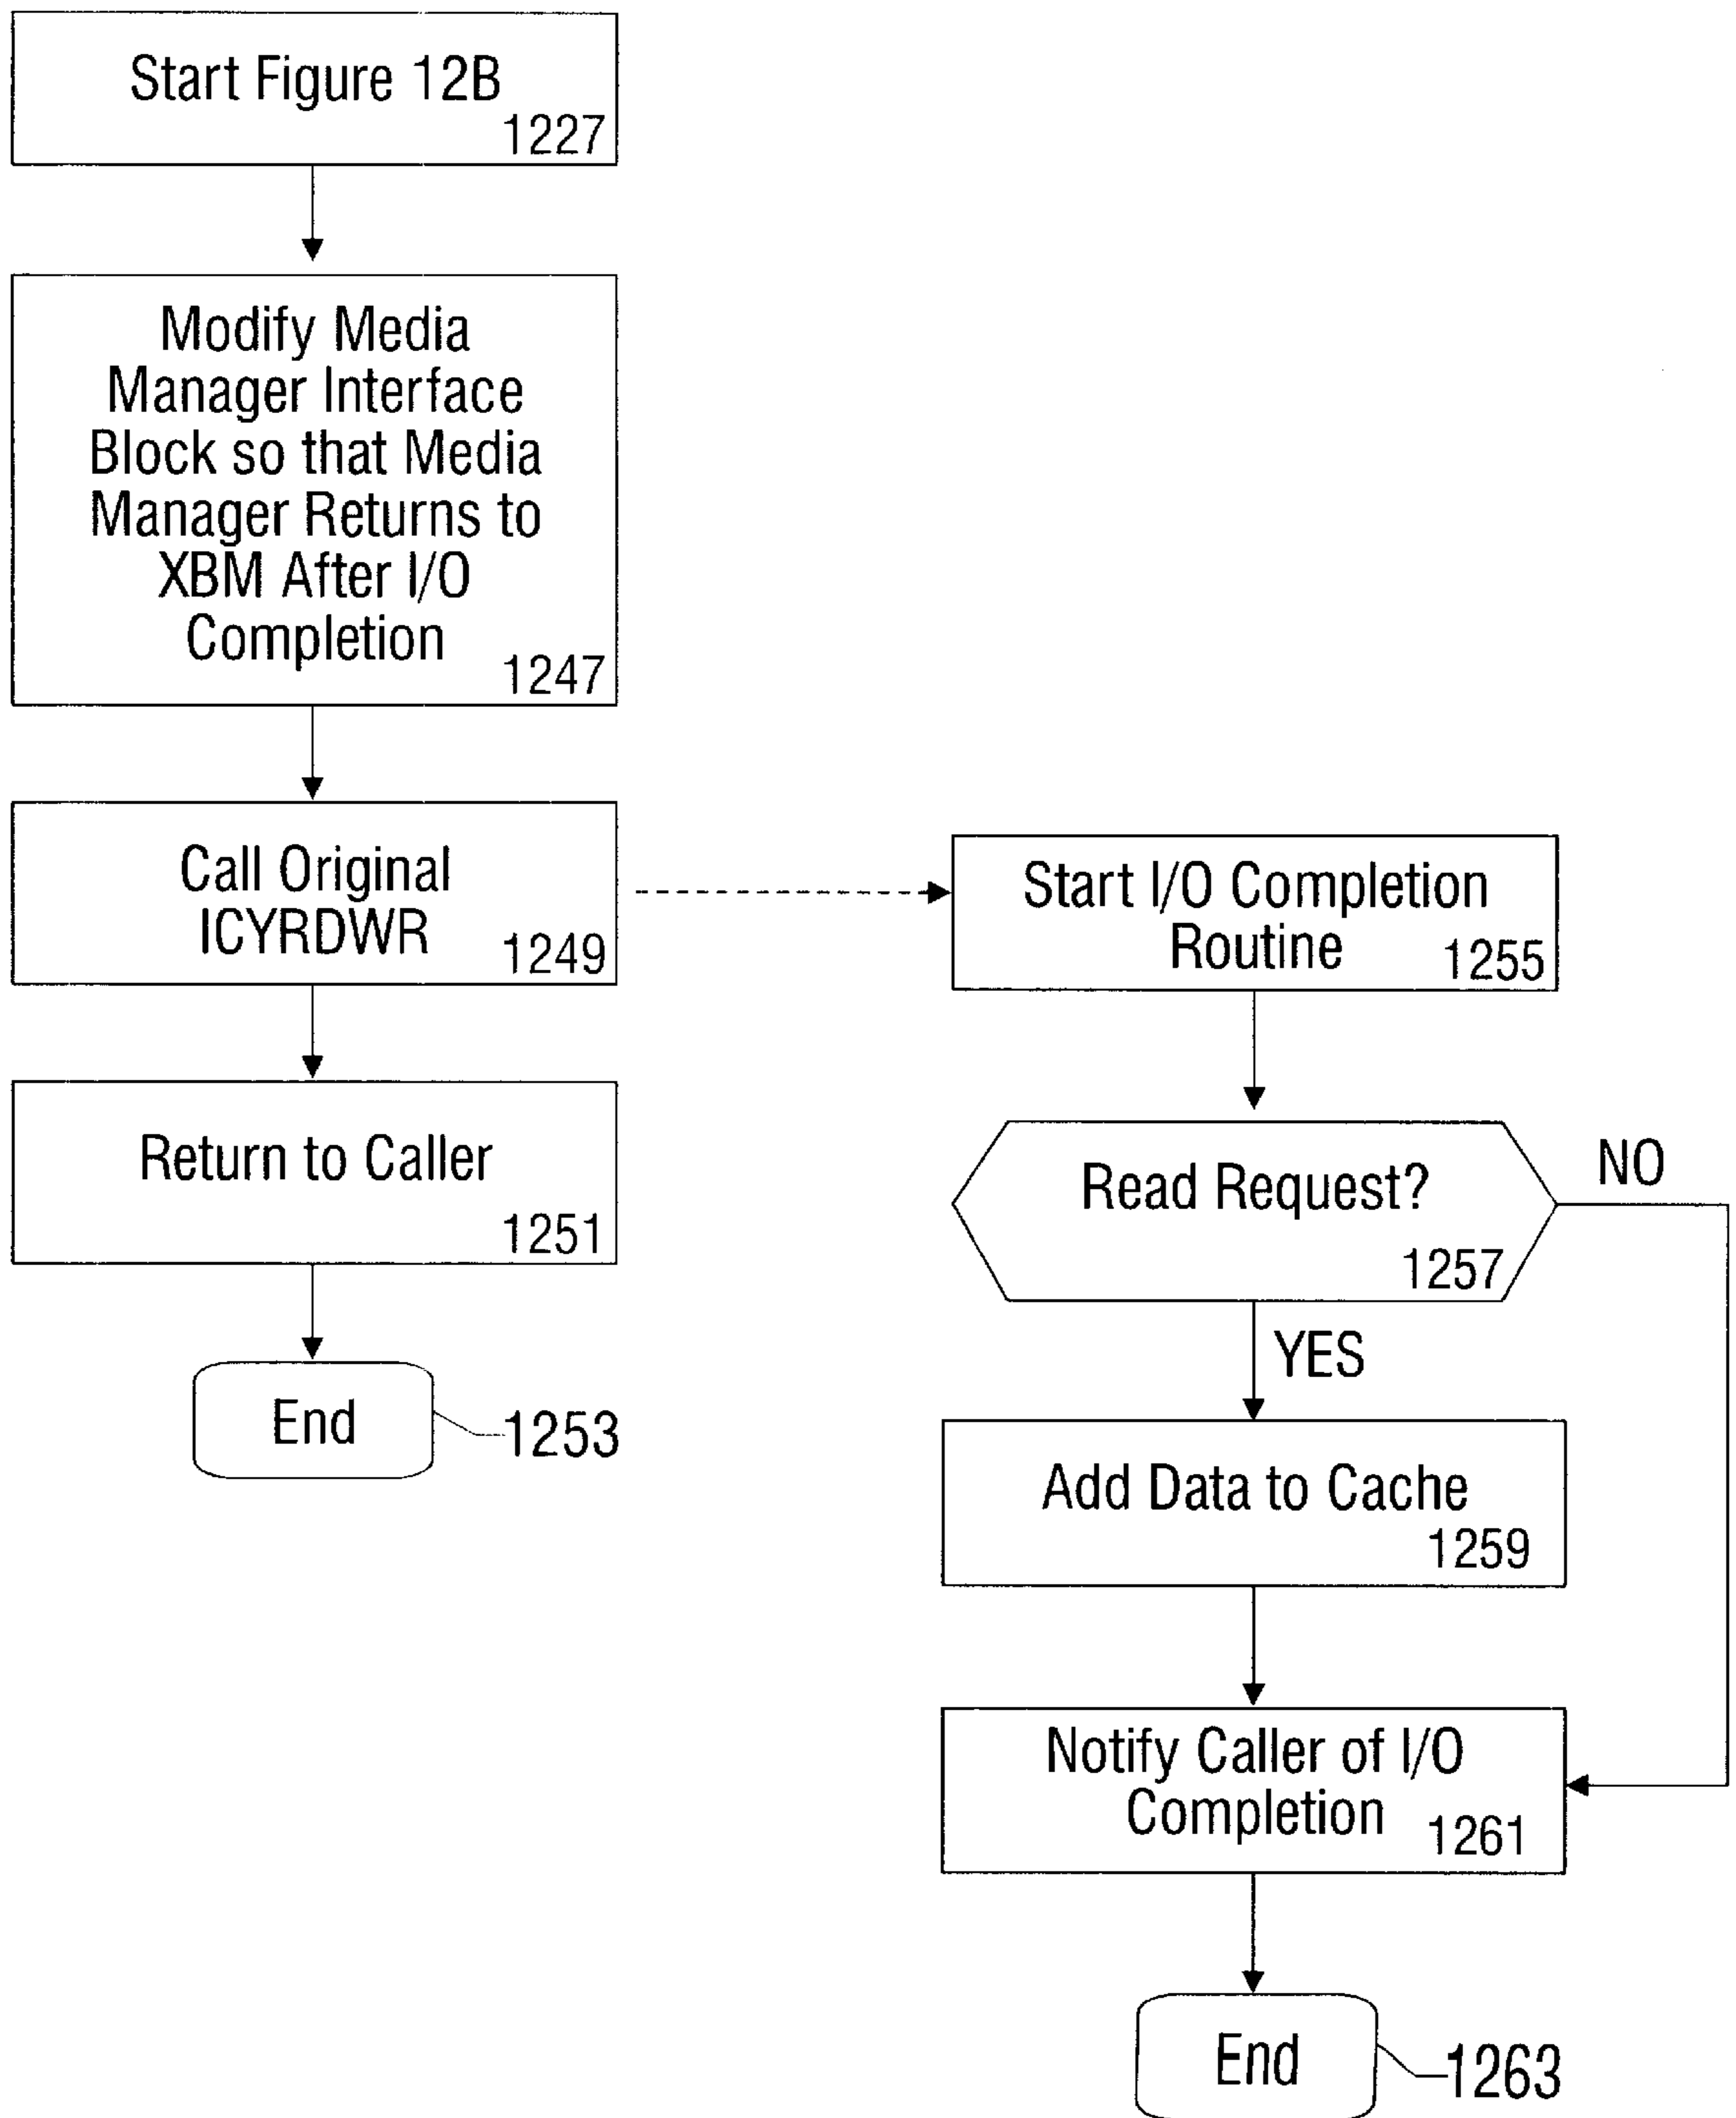 Start Figure 12B
1227
Modify Media
Manager Interface
Block so that Media
Manager Returns to
XBM After I/O
Completion
1247
Call Original
ICYRDWR
1249
Return to Caller
1251
End
1253
Start I/O Completion
Routine
1255
Read Request?
1257
NO
YES
Add Data to Cache
1259
Notify Caller of I/O
Completion
1261
End
1263